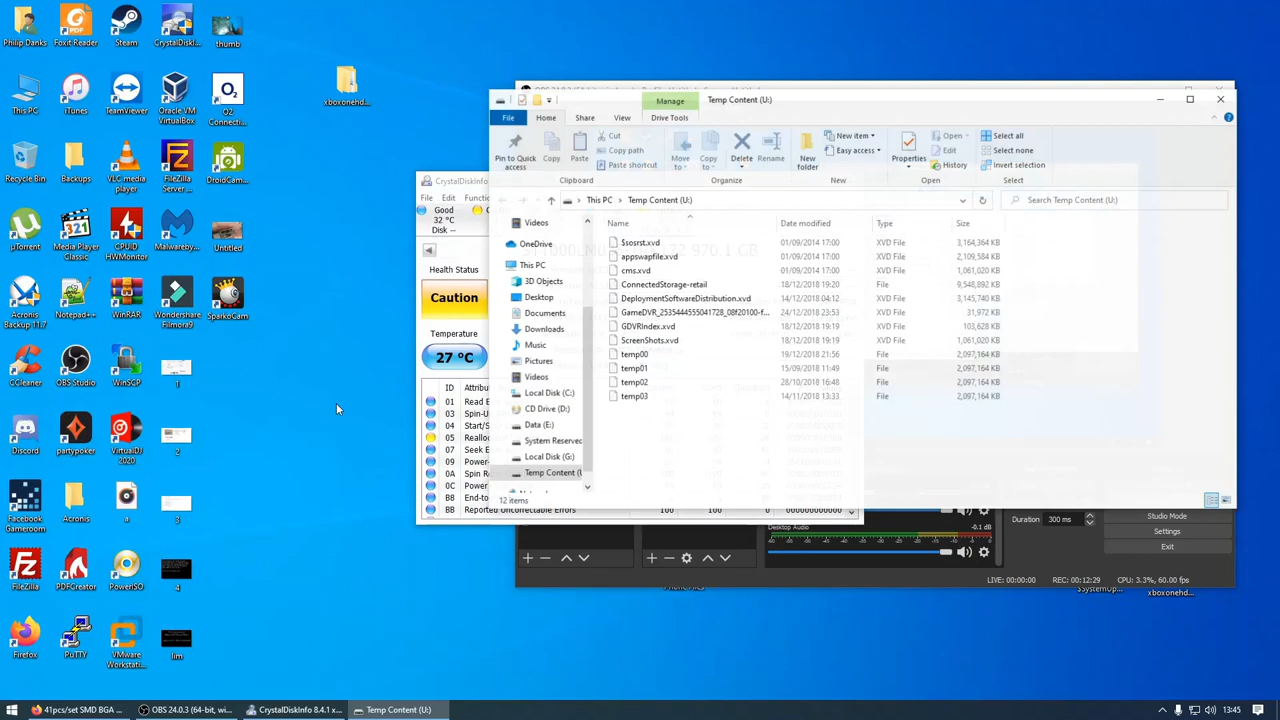 Philip Danks
Foxit Reader
Steam
CrystalDiskI...
thumb
This PC
iTunes
TeamViewer
Oracle VM VirtualBox
O2 Connecti...
Recycle Bin
Backups
VLC media player
FileZilla Server ...
DroidCam...
µTorrent
Media Player Classic
CPUID HWMonitor
Malwareby...
Untitled
Acronis Backup 11.7
Notepad++
WinRAR
Wondershare Filmora9
SparkoCam
CCleaner
OBS Studio
WinSCP
1
Discord
partypoker
VirtualDJ 2020
2
Facebook Gameroom
Acronis
a
3
FileZilla
PDFCreator
PowerISO
4
Firefox
PuTTY
VMware Workstati...
lim
xboxonehd...
Manage
Temp Content (U:)
File
Home
Share
View
Drive Tools
Pin to Quick access
Copy
Paste
Cut
Copy path
Paste shortcut
Clipboard
Move to
Copy to
Delete
Rename
Organize
New folder
New item
Easy access
New
Properties
Open
Edit
History
Open
Select all
Select none
Invert selection
Select
This PC
Temp Content (U:)
Search Temp Content (U:)
Videos
OneDrive
This PC
3D Objects
Desktop
Documents
Downloads
Music
Pictures
Videos
Local Disk (C:)
CD Drive (D:)
Data (E:)
System Reserved
Local Disk (G:)
Temp Content (U
Name Date modified Type Size
$sosrst.xvd 01/09/2014 17:00 XVD File 3,164,364 KB
appswapfile.xvd 01/09/2014 17:00 XVD File 2,109,584 KB
cms.xvd 01/09/2014 17:00 XVD File 1,061,020 KB
ConnectedStorage-retail 18/12/2018 19:20 File 9,548,892 KB
DeploymentSoftwareDistribution.xvd 14/12/2018 04:12 XVD File 3,145,740 KB
GameDVR_2535444555041728_08f20100-f... 24/12/2018 23:53 XVD File 31,972 KB
GDVRIndex.xvd 18/12/2018 19:19 XVD File 103,628 KB
ScreenShots.xvd 18/12/2018 19:19 XVD File 1,061,020 KB
temp00 19/12/2018 21:56 File 2,097,164 KB
temp01 15/09/2018 11:49 File 2,097,164 KB
temp02 28/10/2018 16:48 File 2,097,164 KB
temp03 14/11/2018 13:33 File 2,097,164 KB
12 items
CrystalDiskInfo
File Edit Functi
Good
32 °C
Disk --
Health Status
Caution
Temperature
27 °C
ID Attribu
01 Read E
03 Spin-U
04 Start/S
05 Reallo
07 Seek E
09 Power-
0A Spin Re
0C Power
BB End-to
BB Reported Uncorrectable Errors 100 100 0 000000000000
Desktop Audio
-0.1 dB
Duration 300 ms
Studio Mode
Settings
Exit
LIVE: 00:00:00
REC: 00:12:29
CPU: 3.3%, 60.00 fps
$SystemUp...
xboxonehd...
41pcs/set SMD BGA ...
OBS 24.0.3 (64-bit, wi...
CrystalDiskInfo 8.4.1 x...
Temp Content (U:)
13:45